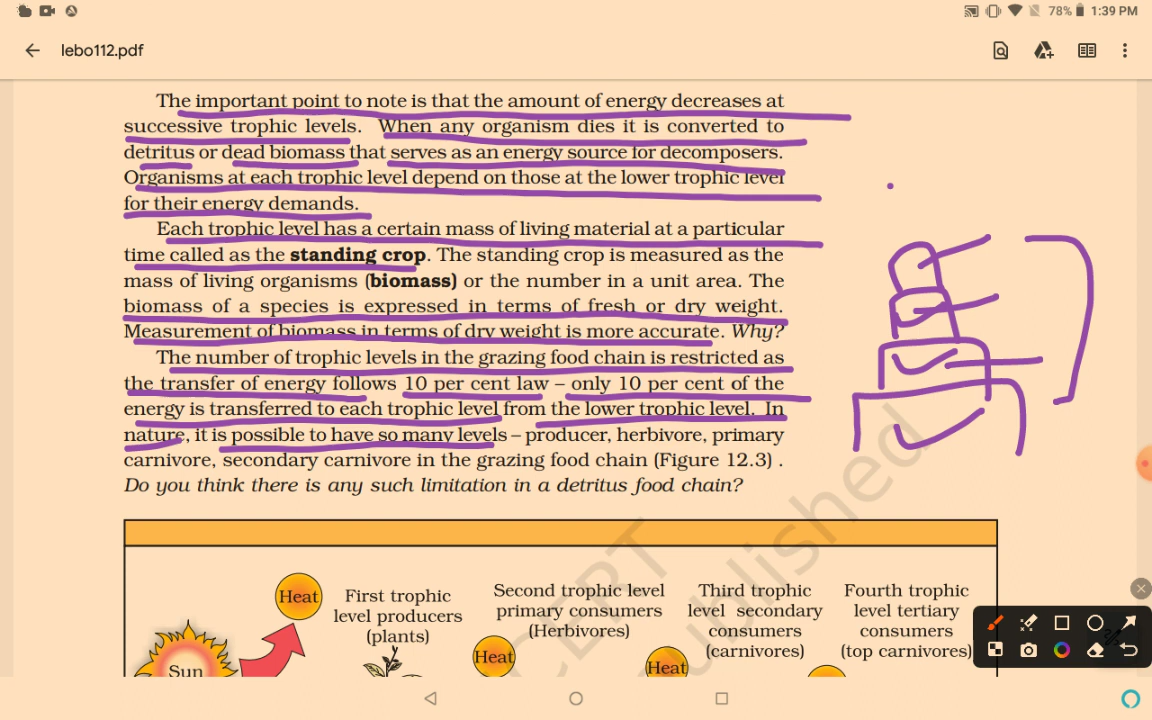 78% 1:39 PM
lebo112.pdf
The important point to note is that the amount of energy decreases at
successive trophic levels. When any organism dies it is converted to
detritus or dead biomass that serves as an energy source for decomposers.
Organisms at each trophic level depend on those at the lower trophic level
for their energy demands.
Each trophic level has a certain mass of living material at a particular
time called as the standing crop. The standing crop is measured as the
mass of living organisms (biomass) or the number in a unit area. The
biomass of a species is expressed in terms of fresh or dry weight.
Measurement of biomass in terms of dry weight is more accurate. Why?
The number of trophic levels in the grazing food chain is restricted as
the transfer of energy follows 10 per cent law – only 10 per cent of the
energy is transferred to each trophic level from the lower trophic level. In
nature, it is possible to have so many levels – producer, herbivore, primary
carnivore, secondary carnivore in the grazing food chain (Figure 12.3) .
Do you think there is any such limitation in a detritus food chain?
Heat
First trophic
level producers
(plants)
Second trophic level
primary consumers
(Herbivores)
Third trophic
level secondary
consumers
(carnivores)
Fourth trophic
level tertiary
consumers
(top carnivores)
Sun
Heat
Heat
CERT
ublished